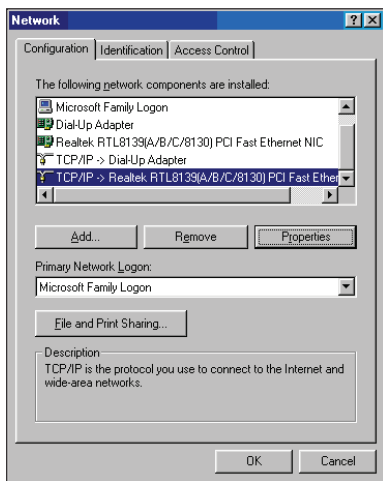 Network
Configuration Identification Access Control
The following network components are installed:
Microsoft Family Logon
Dial-Up Adapter
Realtek RTL8139(A/B/C/8130) PCI Fast Ethernet NIC
TCP/IP -> Dial-Up Adapter
TCP/IP -> Realtek RTL8139(A/B/C/8130) PCI Fast Ether
Add... Remove Properties
Primary Network Logon:
Microsoft Family Logon
File and Print Sharing...
Description
TCP/IP is the protocol you use to connect to the Internet and
wide-area networks.
OK Cancel